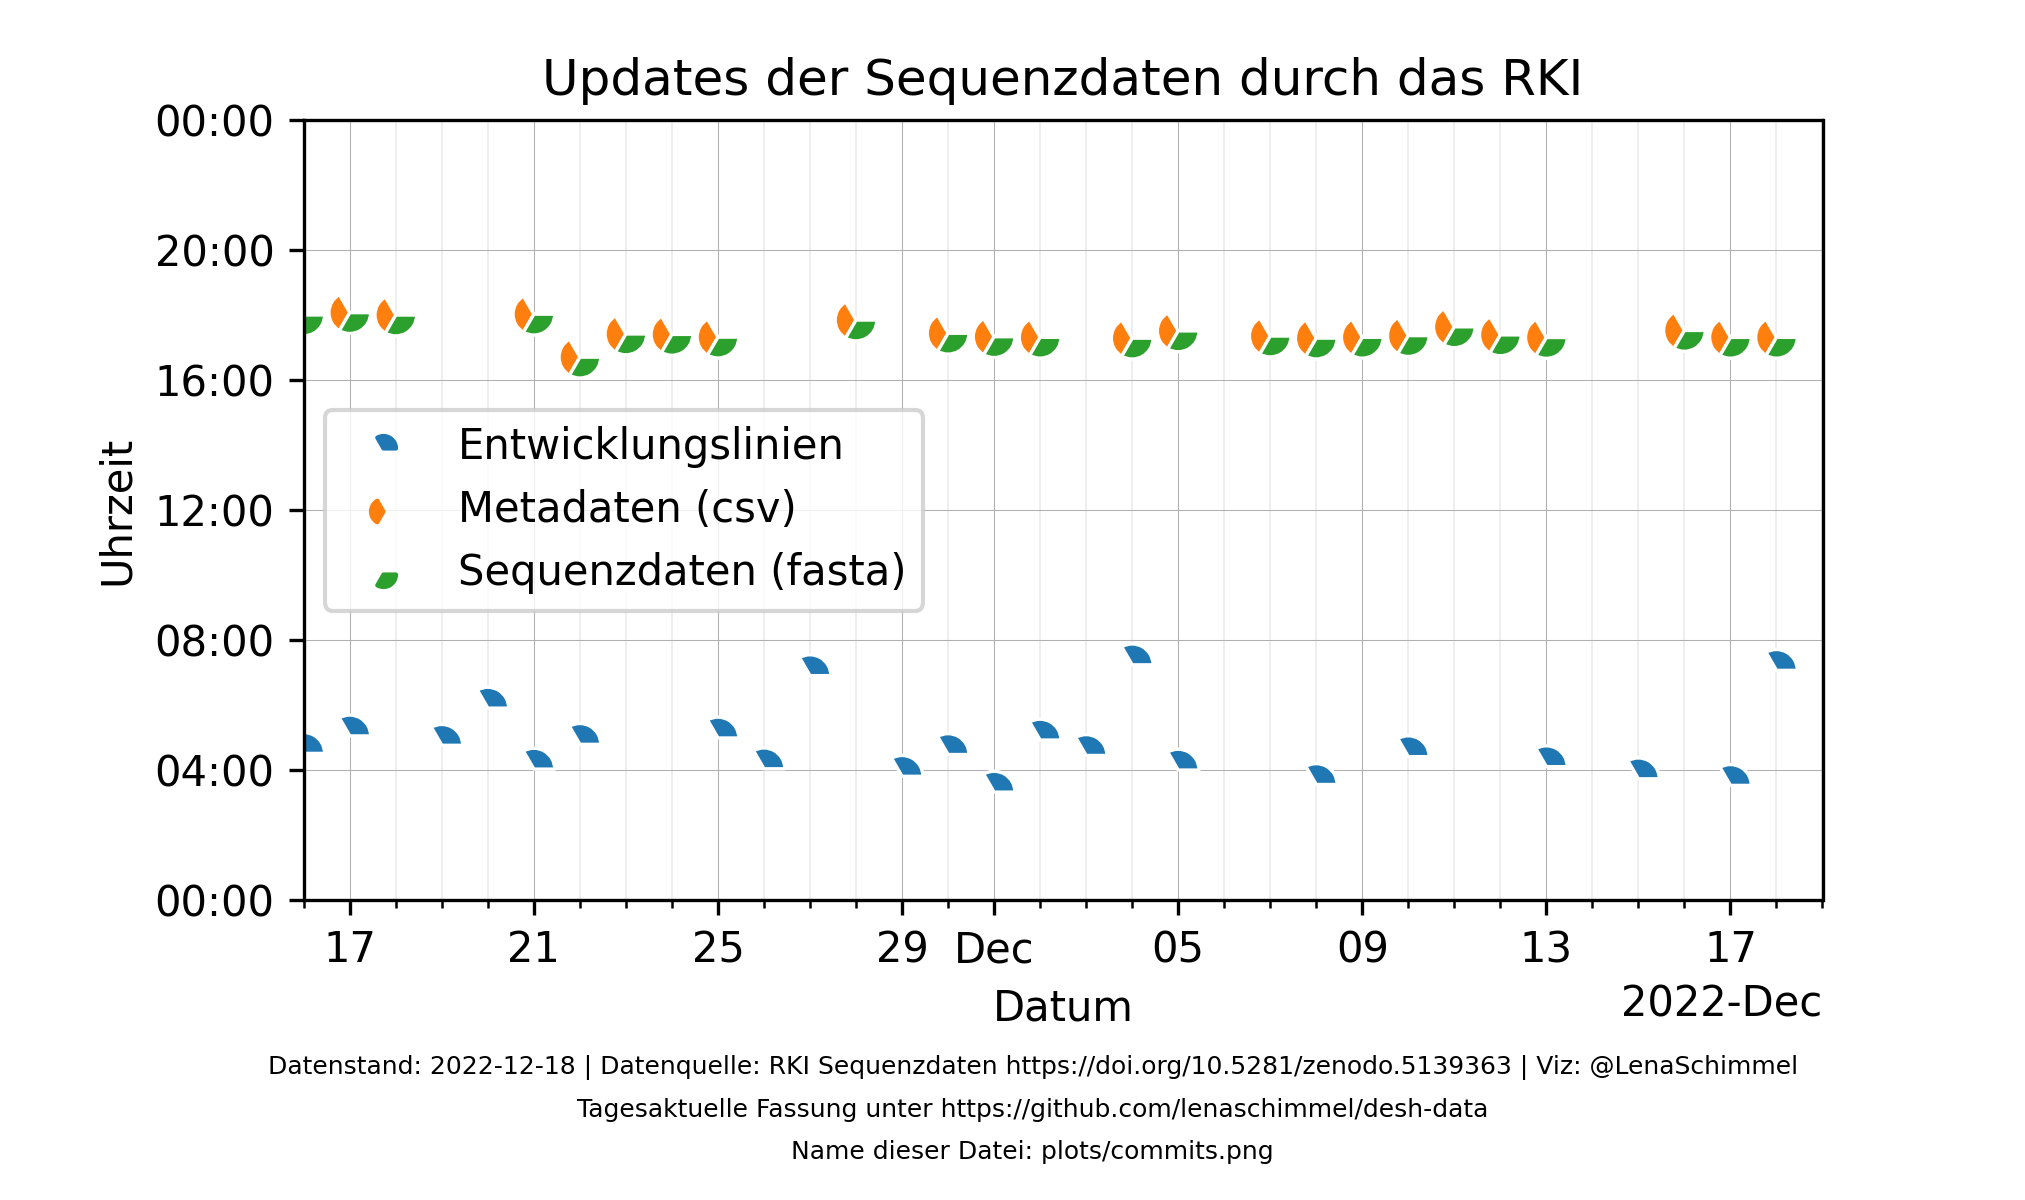 Updates der Sequenzdaten durch das RKI
00:00
20:00
16:00
12:00
08:00
04:00
00:00
Uhrzeit
Entwicklungslinien
Metadaten (csv)
Sequenzdaten (fasta)
17 21 25 29 Dec 05 09 13 17
Datum
2022-Dec
Datenstand: 2022-12-18 | Datenquelle: RKI Sequenzdaten https://doi.org/10.5281/zenodo.5139363 | Viz: @LenaSchimmel
Tagesaktuelle Fassung unter https://github.com/lenaschimmel/desh-data
Name dieser Datei: plots/commits.png